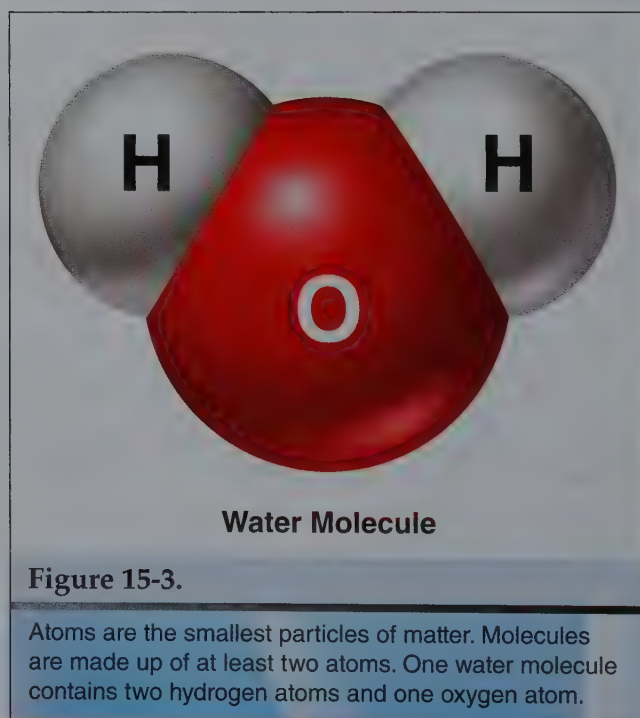 H H
O
Water Molecule
Figure 15-3.
Atoms are the smallest particles of matter. Molecules
are made up of at least two atoms. One water molecule
contains two hydrogen atoms and one oxygen atom.